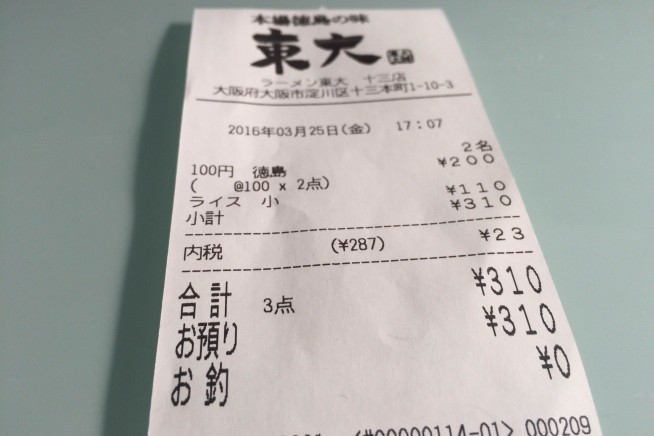 本場徳島の味
東大
ラーメン東大 十三店
大阪府大阪市淀川区十三本町1-10-3
2016年03月25日(金) 17:07
2名
100円 徳島 ¥200
( @100 x 2点)
ライス 小 ¥110
小計 ¥310
内税 (¥287) ¥23
合計 3点 ¥310
お預り ¥310
お釣 ¥0
(#00000114-01> 000209